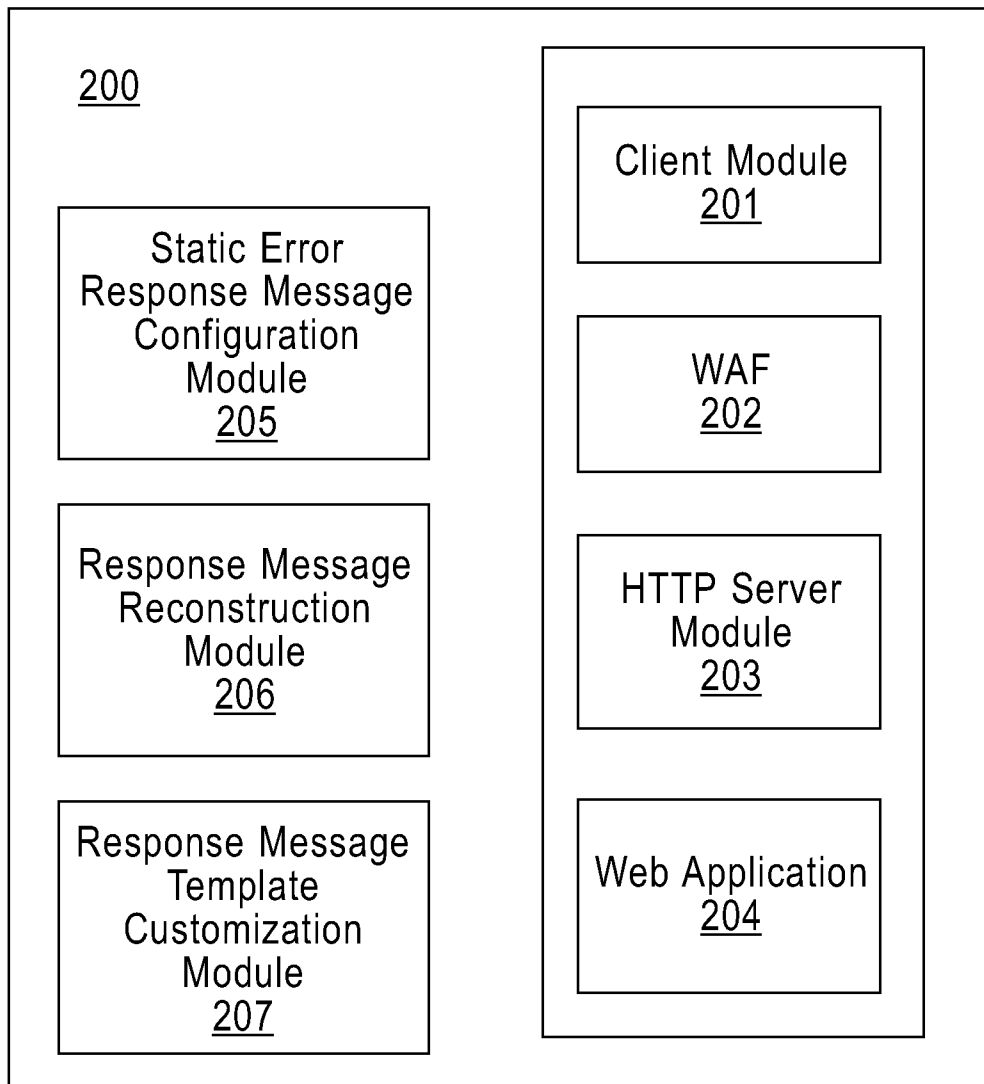 200
Static Error
Response Message
Configuration
Module
205
Response Message
Reconstruction
Module
206
Response Message
Template
Customization
Module
207
Client Module
201
WAF
202
HTTP Server
Module
203
Web Application
204